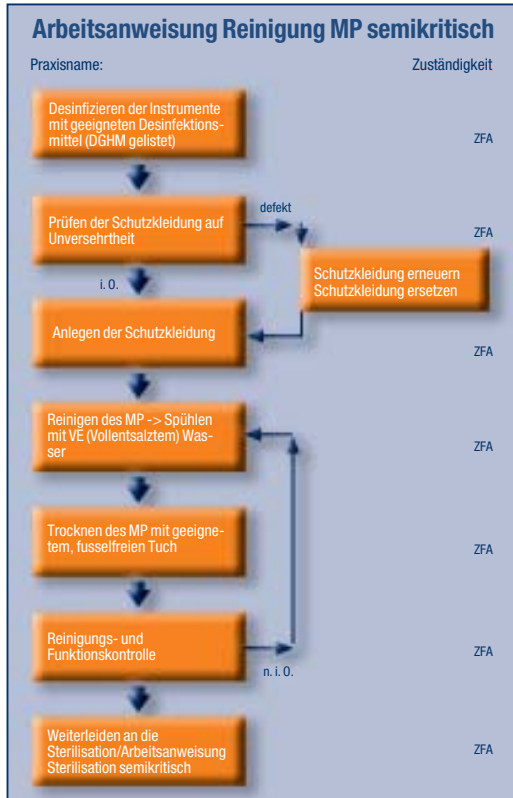 Arbeitsanweisung Reinigung MP semikritisch
Praxisname:
Zuständigkeit
Desinfizieren der Instrumente
mit geeigneten Desinfektions-
mittel (DGHM gelistet)
ZFA
defekt
Prüfen der Schutzkleidung auf
Unversehrtheit
ZFA
Schutzkleidung erneuern
Schutzkleidung ersetzen
i. O.
Anlegen der Schutzkleidung
ZFA
Reinigen des MP -> Spühlen
mit VE (Vollentsalztem) Was-
ser
ZFA
Trocknen des MP mit geeigne-
tem, fusselfreien Tuch
ZFA
Reinigungs- und
Funktionskontrolle
ZFA
n. i. O.
Weiterleiden an die
Sterilisation/Arbeitsanweisung
Sterilisation semikritisch
ZFA